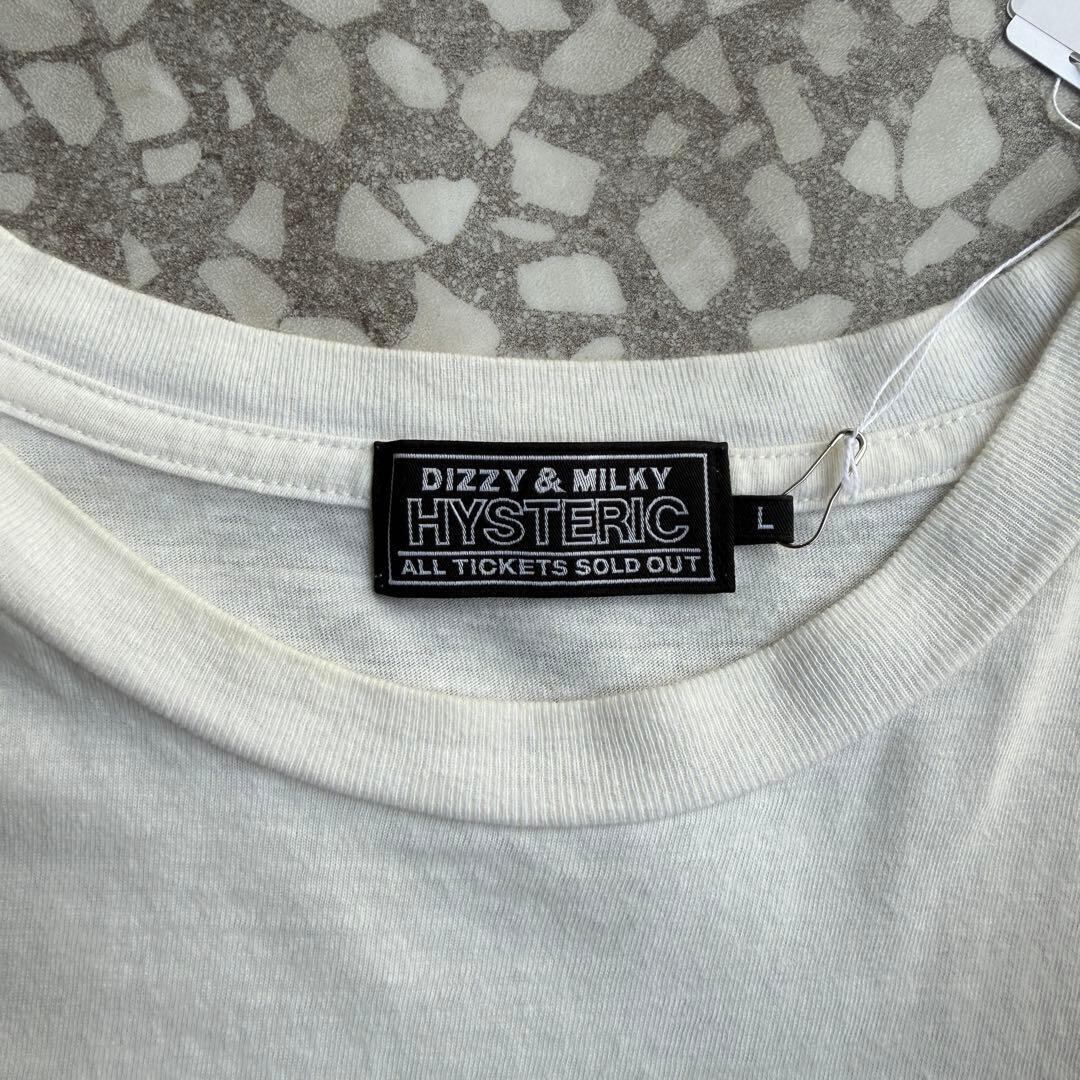 DIZZY & MILKY
HYSTERIC
ALL TICKETS SOLD OUT
L